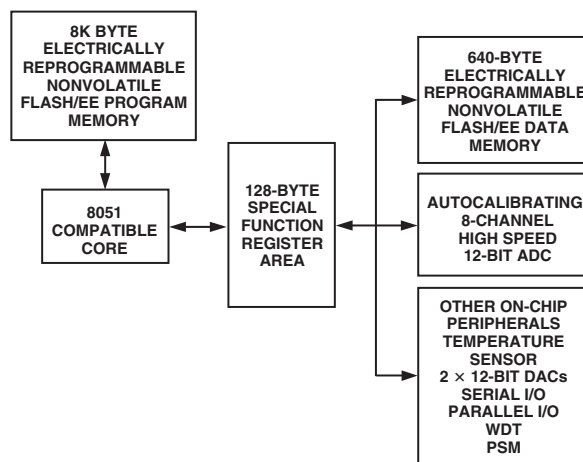 8K BYTE
ELECTRICALLY
REPROGRAMMABLE
NONVOLATILE
FLASH/EE PROGRAM
MEMORY
8051
COMPATIBLE
CORE
128-BYTE
SPECIAL
FUNCTION
REGISTER
AREA
640-BYTE
ELECTRICALLY
REPROGRAMMABLE
NONVOLATILE
FLASH/EE DATA
MEMORY
AUTOCALIBRATING
8-CHANNEL
HIGH SPEED
12-BIT ADC
OTHER ON-CHIP
PERIPHERALS
TEMPERATURE
SENSOR
2 × 12-BIT DACs
SERIAL I/O
PARALLEL I/O
WDT
PSM